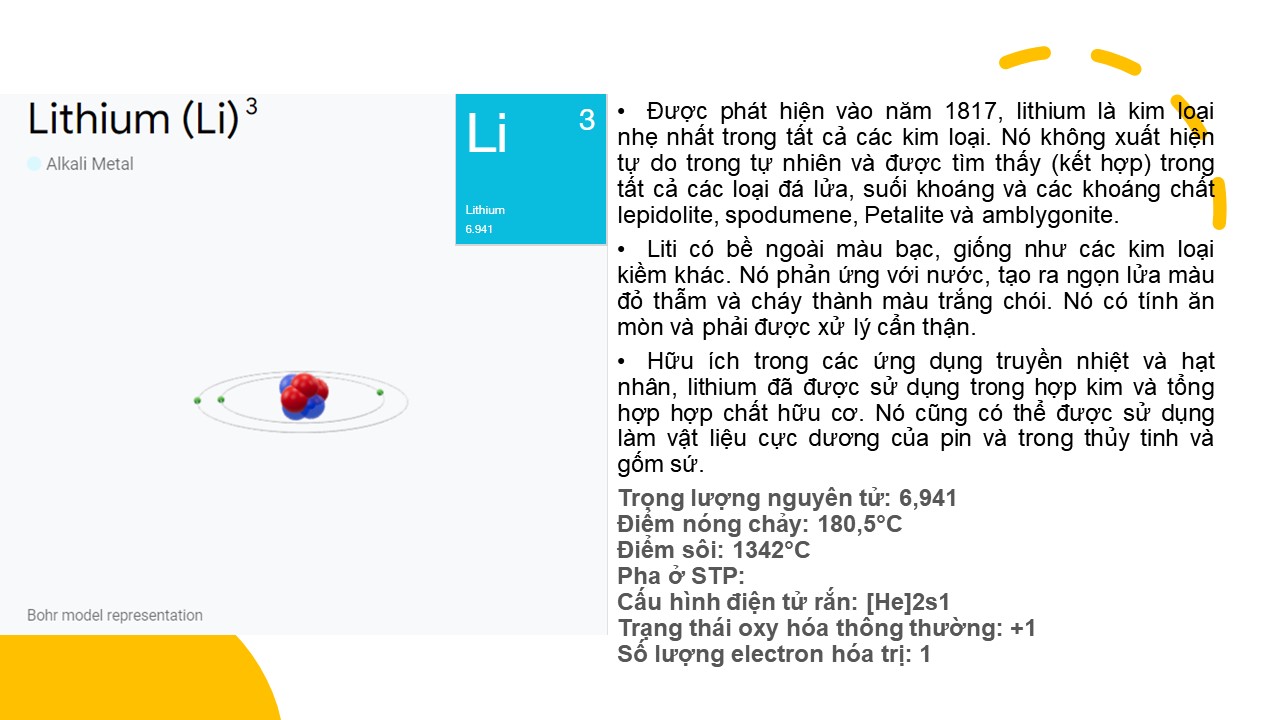 Lithium (Li) 3
Alkali Metal
Li 3
Lithium
6.941
Bohr model representation
• Được phát hiện vào năm 1817, lithium là kim loại
nhẹ nhất trong tất cả các kim loại. Nó không xuất hiện
tự do trong tự nhiên và được tìm thấy (kết hợp) trong
tất cả các loại đá lửa, suối khoáng và các khoáng chất
lepidolite, spodumene, Petalite và amblygonite.
• Liti có bề ngoài màu bạc, giống như các kim loại
kiềm khác. Nó phản ứng với nước, tạo ra ngọn lửa màu
đỏ thẫm và cháy thành màu trắng chói. Nó có tính ăn
mòn và phải được xử lý cẩn thận.
• Hữu ích trong các ứng dụng truyền nhiệt và hạt
nhân, lithium đã được sử dụng trong hợp kim và tổng
hợp hợp chất hữu cơ. Nó cũng có thể được sử dụng
làm vật liệu cực dương của pin và trong thủy tinh và
gốm sứ.
Trọng lượng nguyên tử: 6,941
Điểm nóng chảy: 180,5°C
Điểm sôi: 1342°C
Pha ở STP:
Cấu hình điện tử rắn: [He]2s1
Trạng thái oxy hóa thông thường: +1
Số lượng electron hóa trị: 1